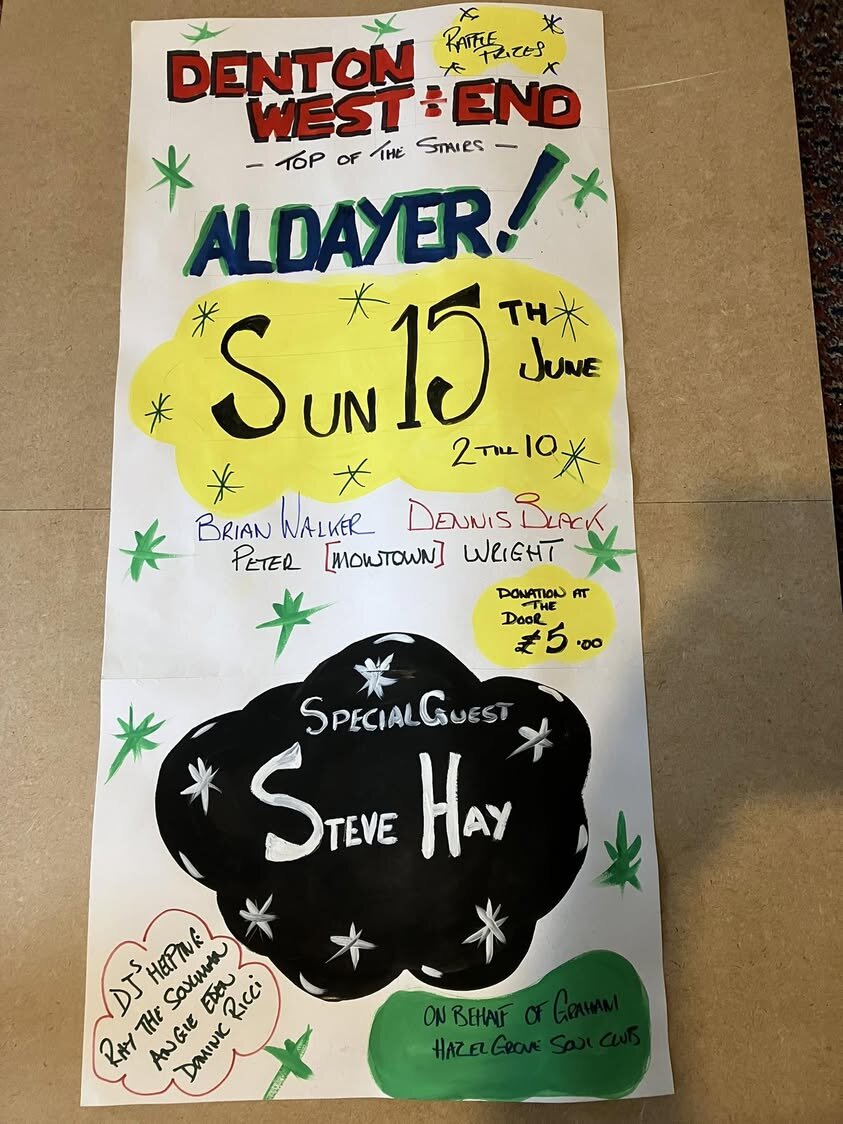 RAFFLE
PRIZES
DENTON
WEST ÷ END
- TOP OF THE STAIRS -
ALDAYER!
SUN 15TH
JUNE
2 TILL 10
BRIAN WALKER DENNIS BLACK
PETER [MOWTOWN] WRIGHT
DONATION AT
THE
DOOR
£5.00
SPECIAL GUEST
STEVE HAY
DJS HELPING
RAY THE SOULMAN
ANGIE EDEN
DOMINIC RICCI
ON BEHALF OF GRAHAM
HAZEL GROVE SOUL CLUB